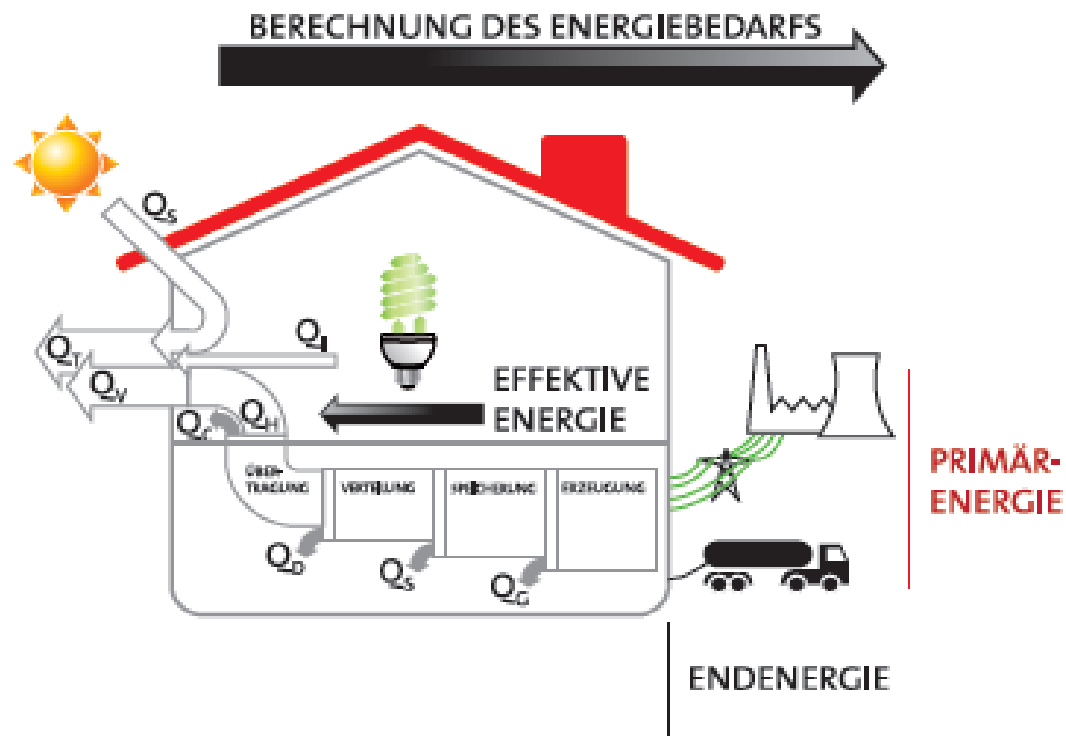 BERECHNUNG DES ENERGIEBEDARFS
QS
QT
QV
QI
QC
QH
EFFEKTIVE
ENERGIE
ÜBER-
TRAGUNG
VERTEILUNG
SPEICHERUNG
ERZEUGUNG
QD
QS
QG
PRIMÄR-
ENERGIE
ENDENERGIE